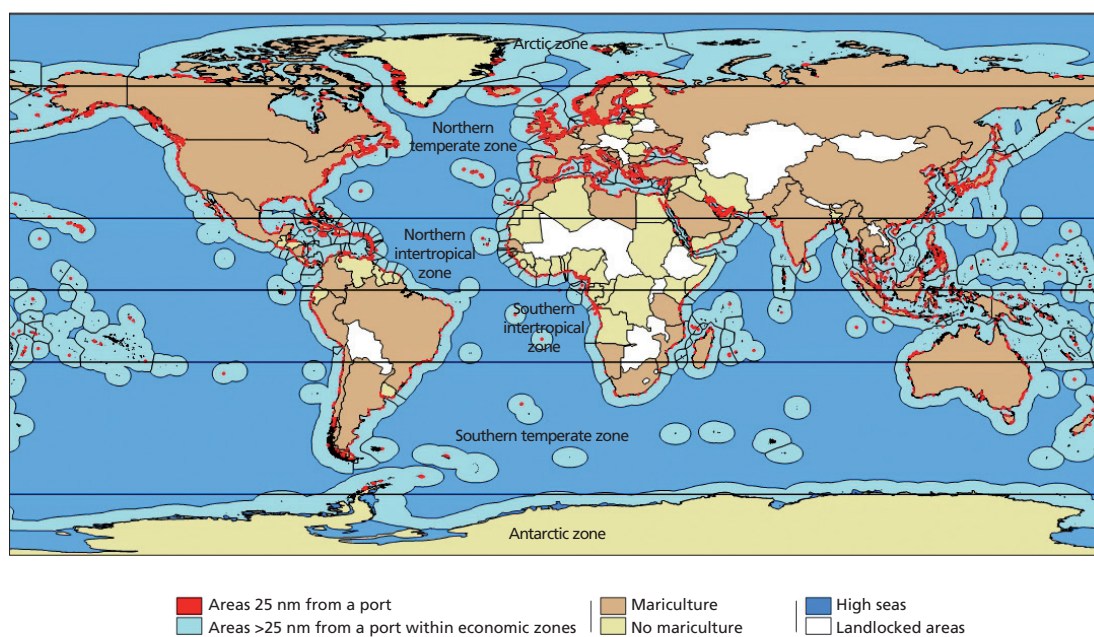 Arctic zone
Northern
temperate zone
Northern
intertropical
zone
Southern
intertropical
zone
Southern temperate zone
Antarctic zone
Areas 25 nm from a port
Areas >25 nm from a port within economic zones
Mariculture
No mariculture
High seas
Landlocked areas